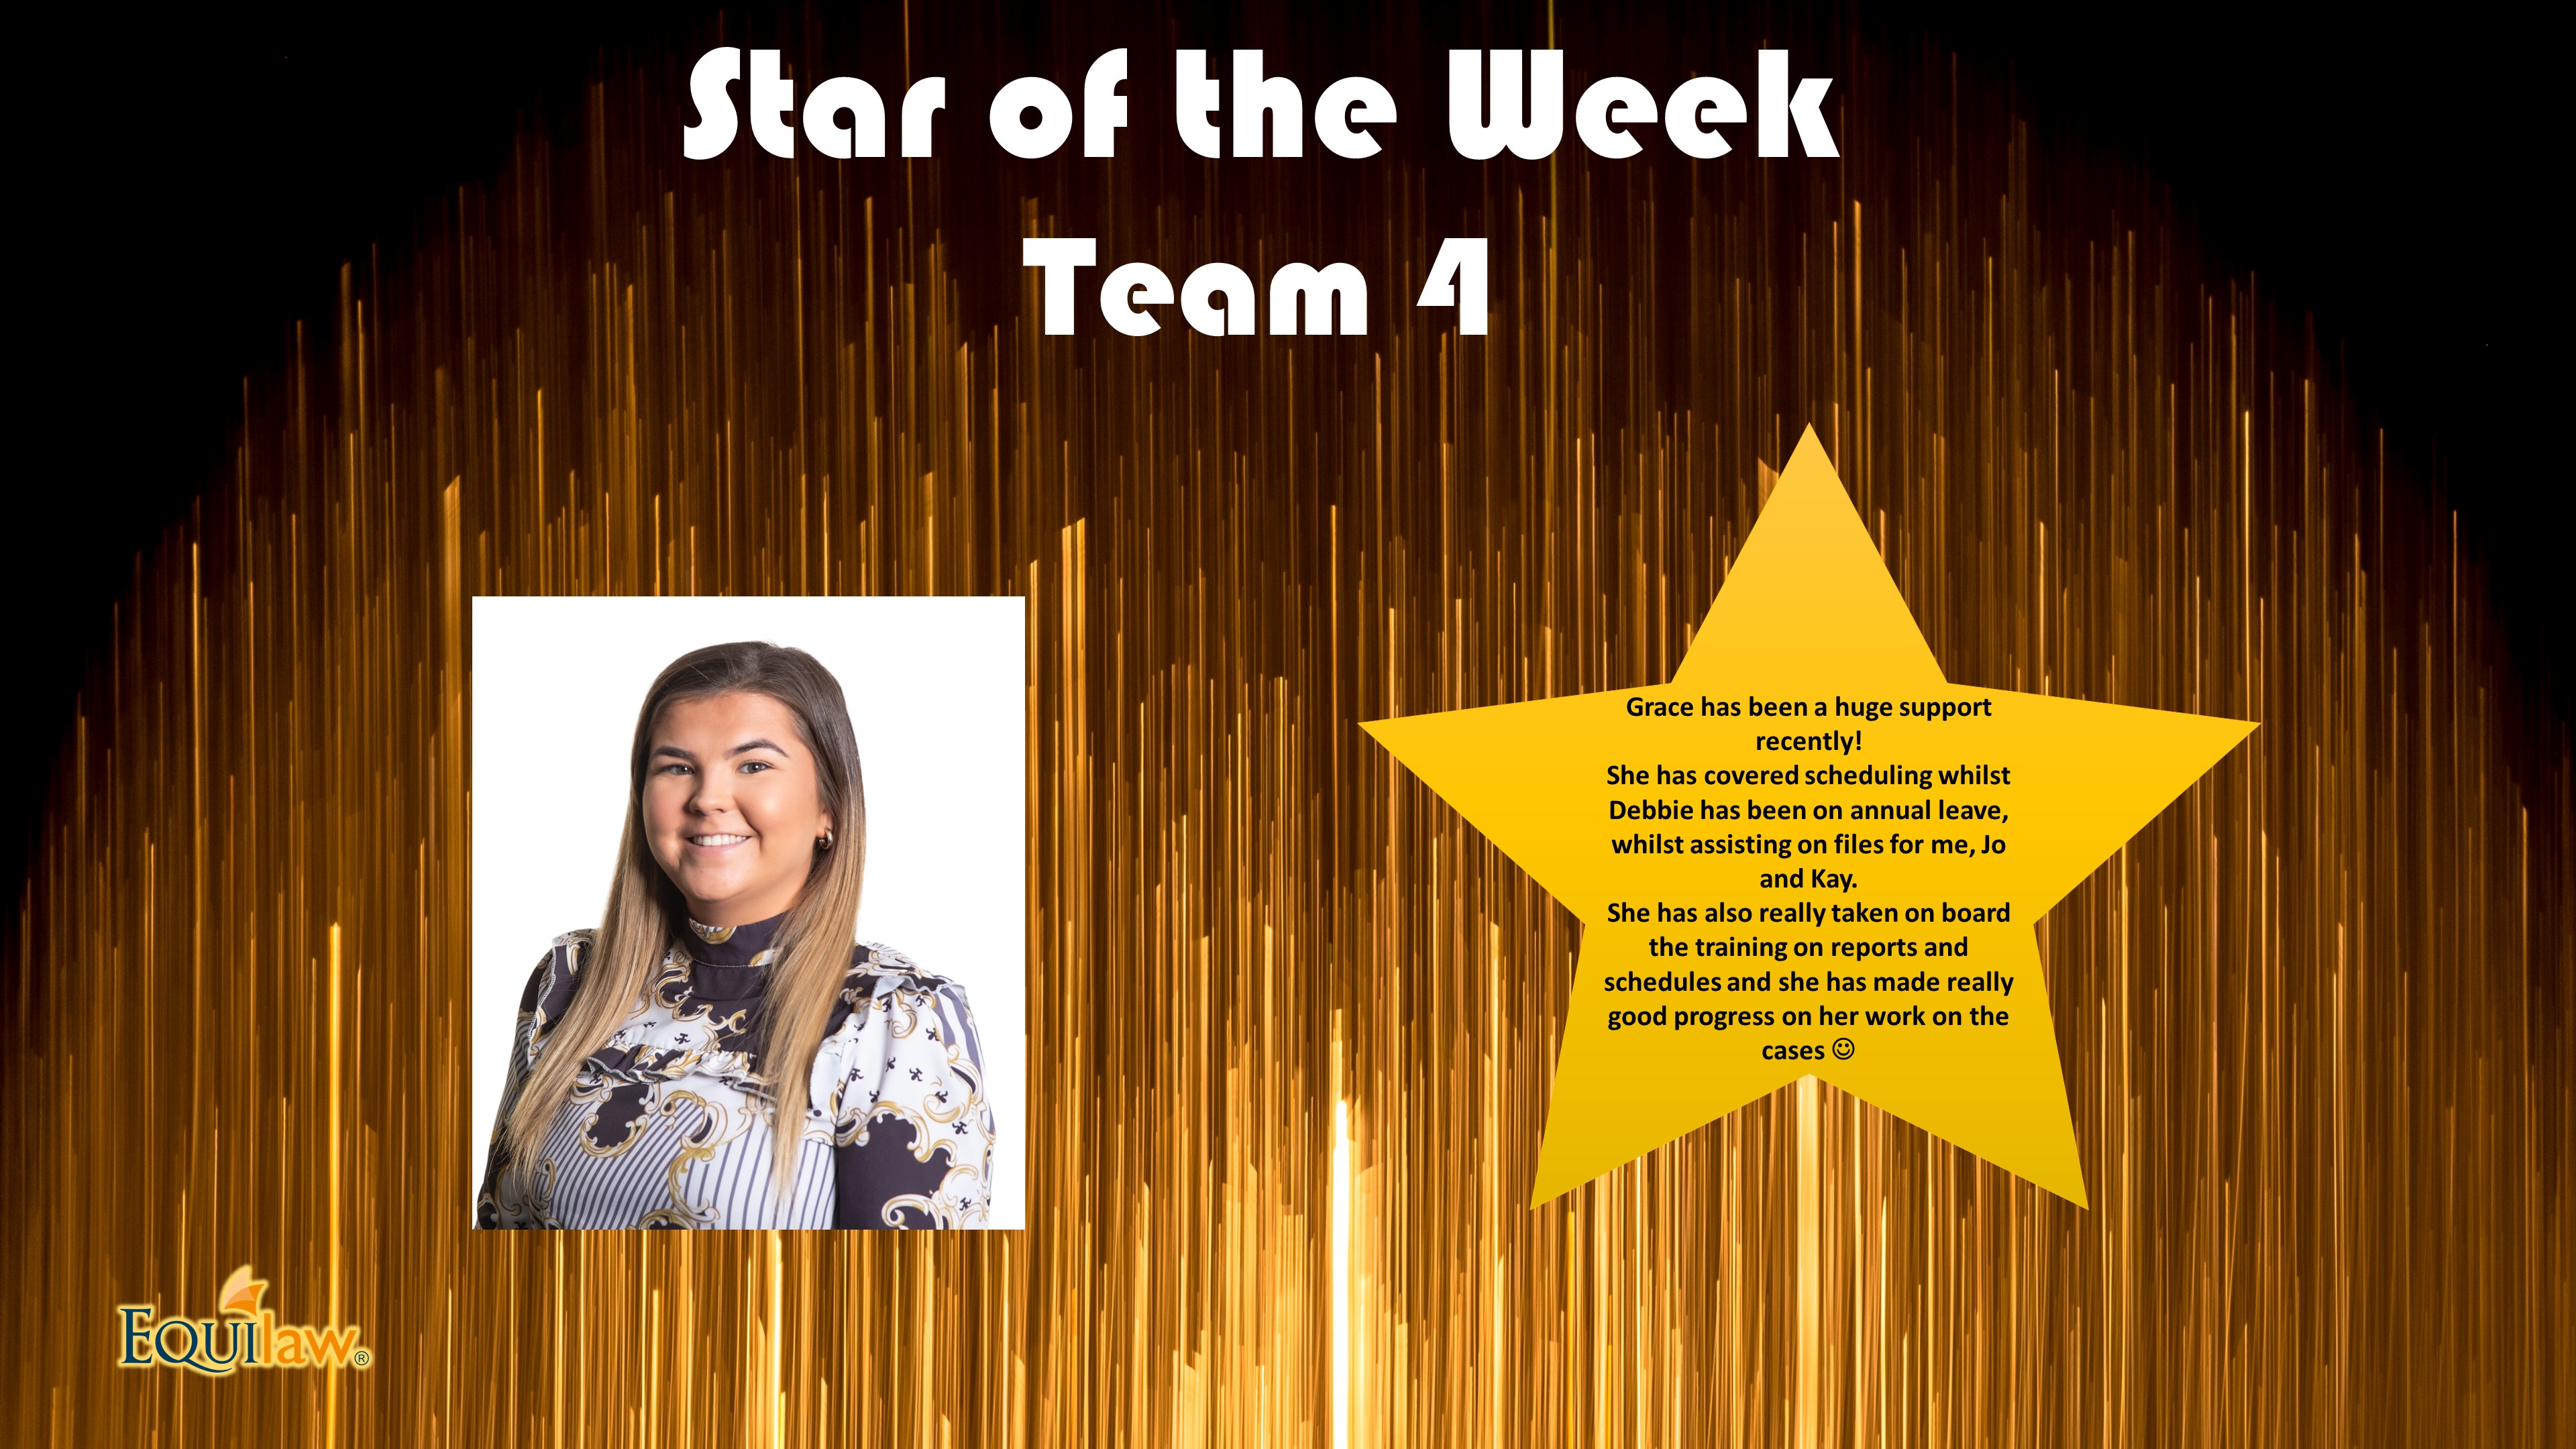 Star of the Week
Team 4
Grace has been a huge support
recently!
She has covered scheduling whilst
Debbie has been on annual leave,
whilst assisting on files for me, Jo
and Kay.
She has also really taken on board
the training on reports and
schedules and she has made really
good progress on her work on the
cases ☺
EQUIlaw®